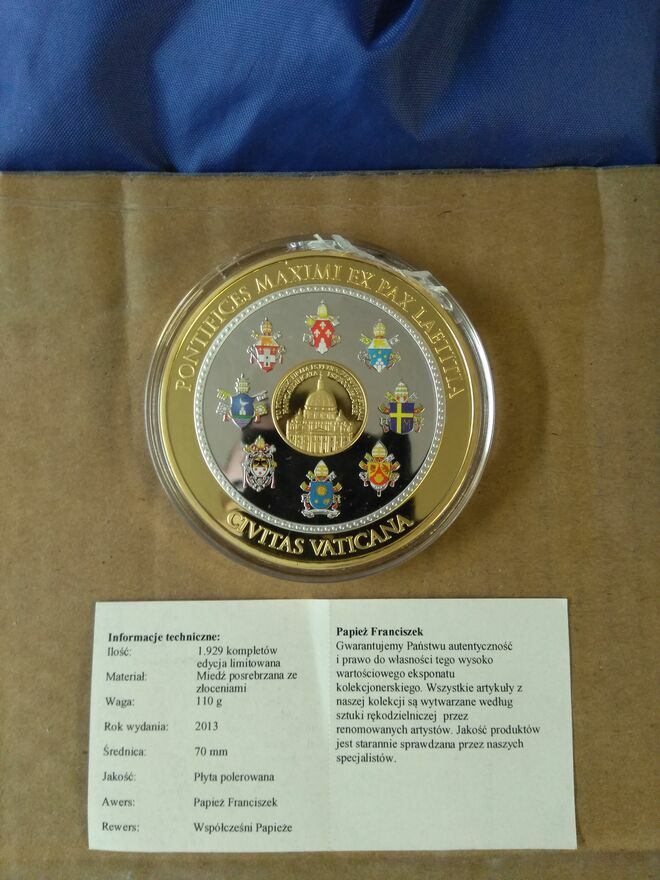 PONTIFICES MAXIMI EX PAX LAETITIA
CIVITAS VATICANA
Informacje techniczne:
Ilość: 1.929 kompletów
edycja limitowana
Materiał: Miedź posrebrzana ze
złoceniami
Waga: 110 g
Rok wydania: 2013
Średnica: 70 mm
Jakość: Płyta polerowana
Awers: Papież Franciszek
Rewers: Współcześni Papieże
Papież Franciszek
Gwarantujemy Państwu autentyczność
i prawo do własności tego wysoko
wartościowego eksponatu
kolekcjonerskiego. Wszystkie artykuły z
naszej kolekcji są wytwarzane według
sztuki rękodzielniczej przez
renomowanych artystów. Jakość produktów
jest starannie sprawdzana przez naszych
specjalistów.